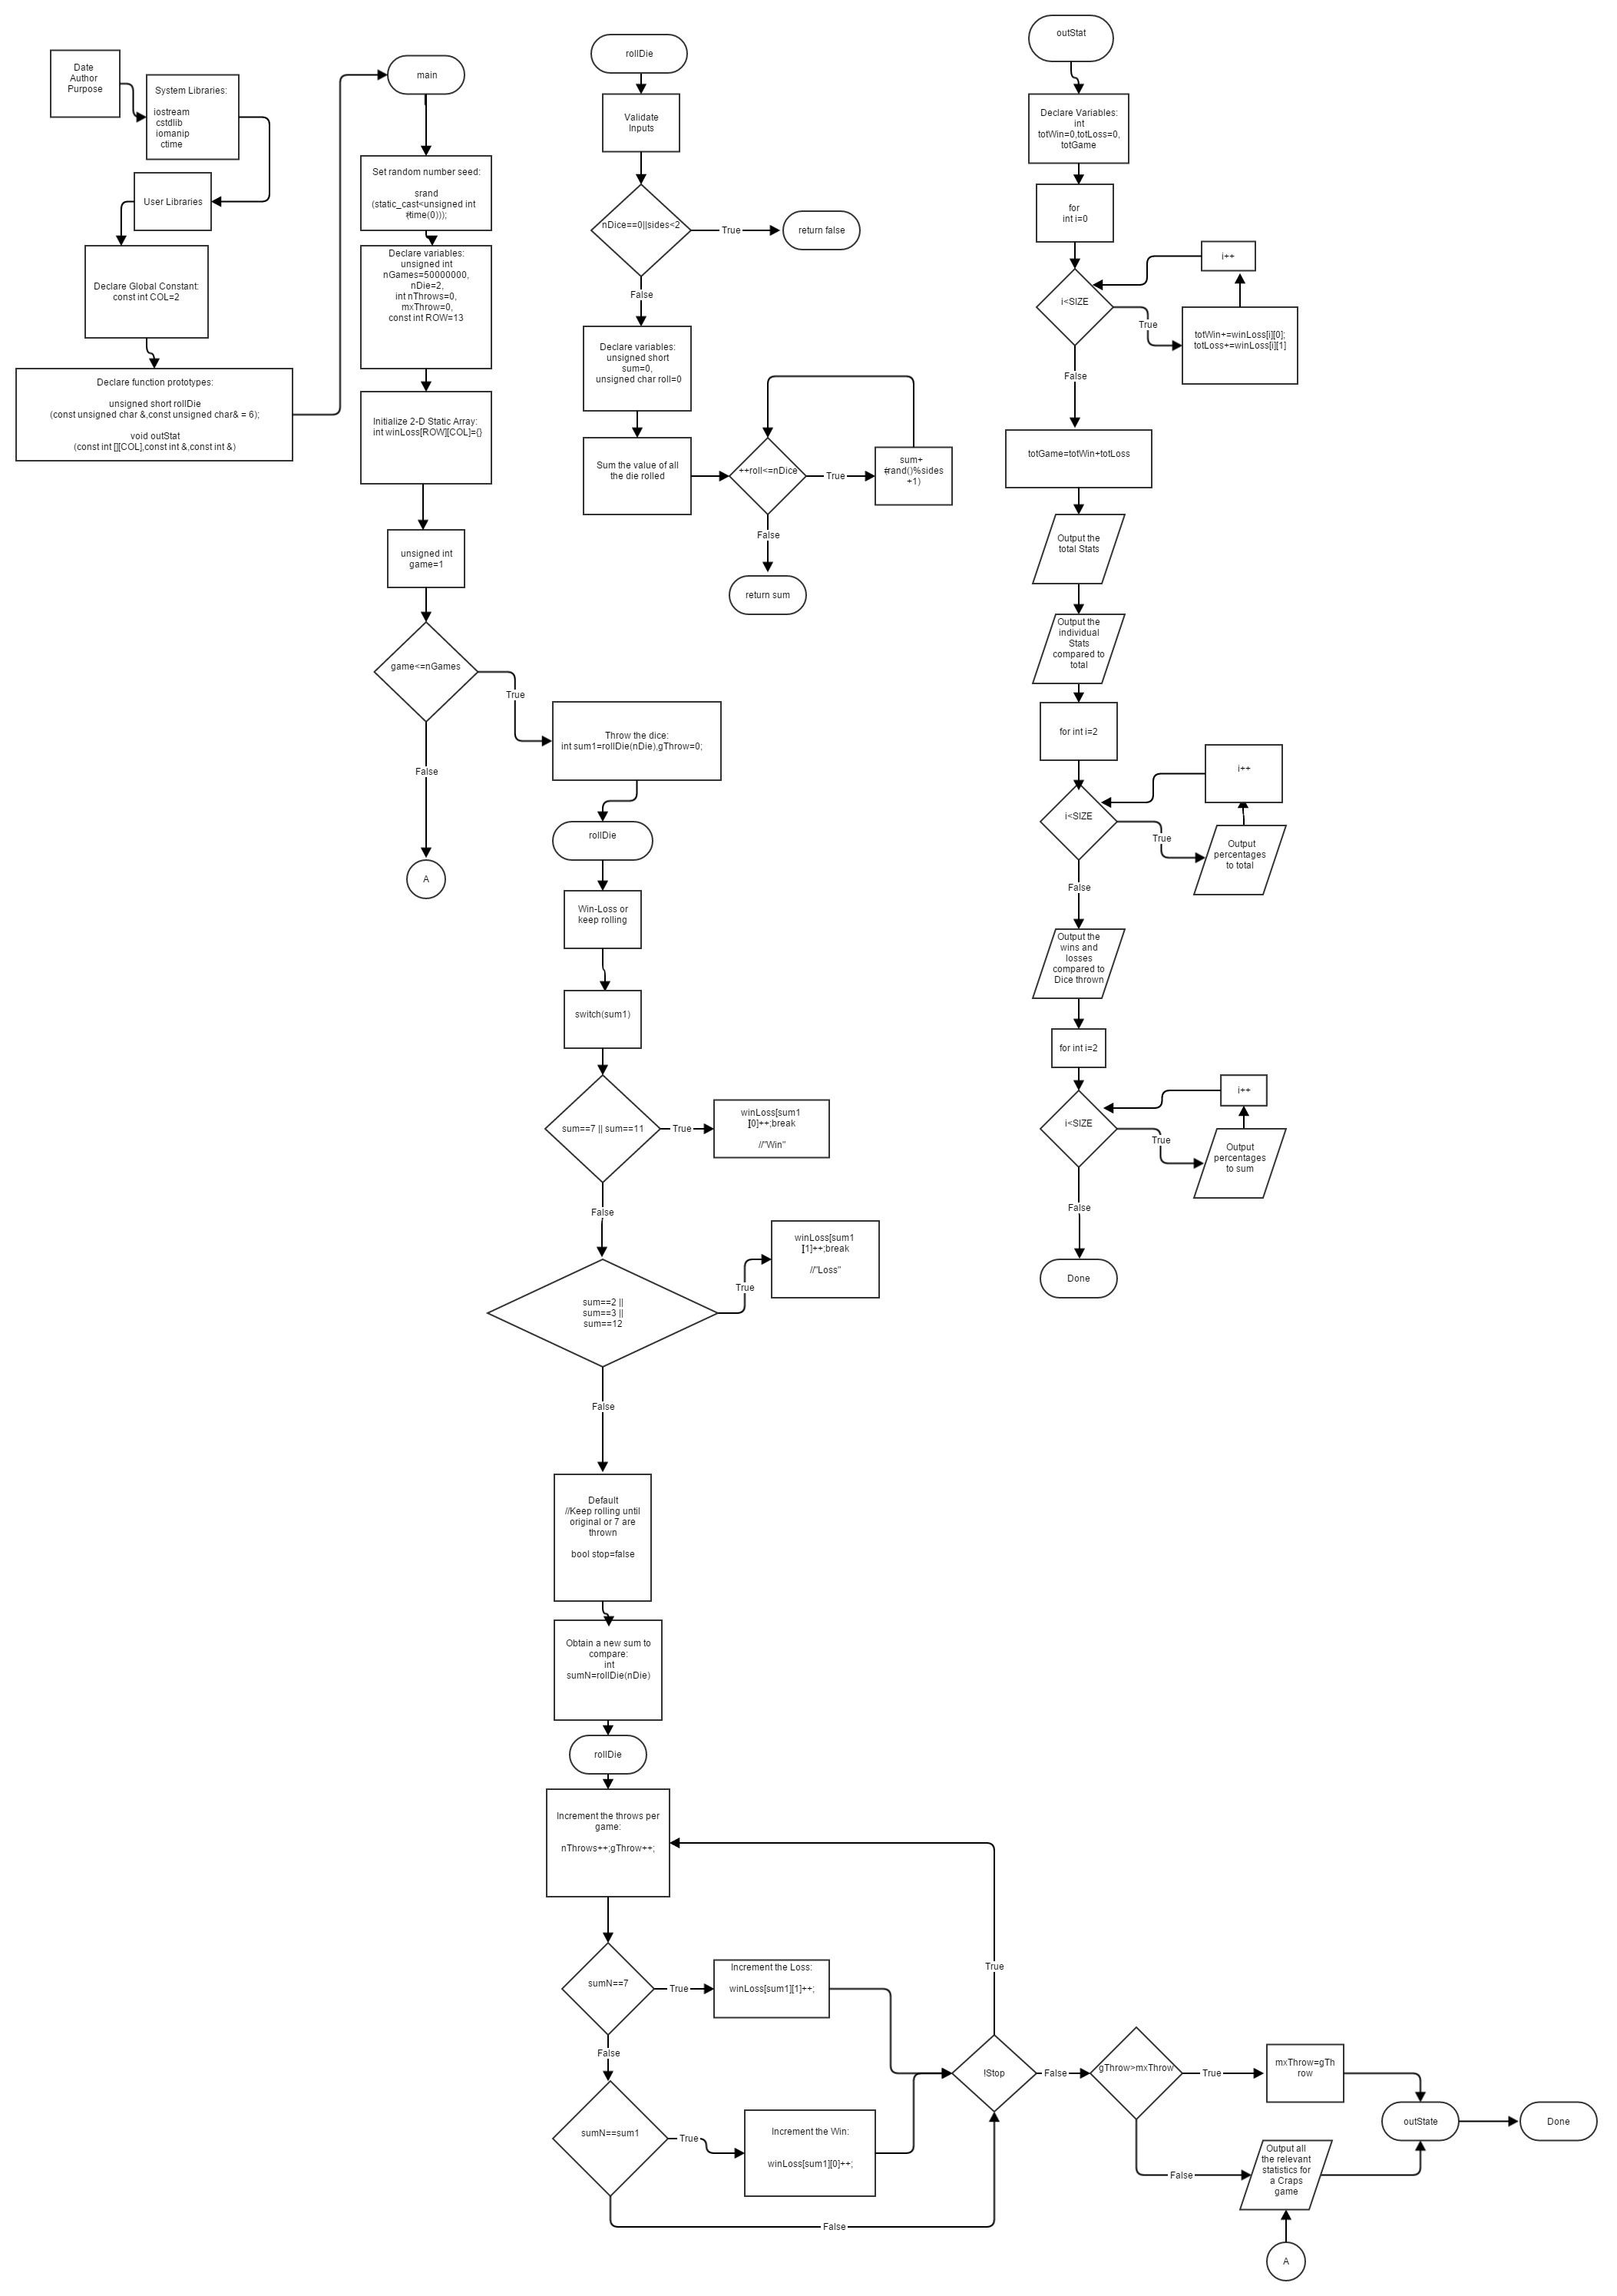 Date
Author
Purpose
System Libraries:
iostream
cstdlib
iomanip
ctime
User Libraries
Declare Global Constant:
const int COL=2
Declare function prototypes:
unsigned short rollDie
(const unsigned char &,const unsigned char& = 6);
void outStat
(const int [][COL],const int &,const int &)
main
Set random number seed:
srand
(static_cast<unsigned int
>(time(0)));
Declare variables:
unsigned int
nGames=50000000,
nDie=2,
int nThrows=0,
mxThrow=0,
const int ROW=13
Initialize 2-D Static Array:
int winLoss[ROW][COL]={}
unsigned int
game=1
game<=nGames
True
False
A
Throw the dice:
int sum1=rollDie(nDie),gThrow=0;
rollDie
Win-Loss or
keep rolling
switch(sum1)
sum==7 || sum==11
True
winLoss[sum1
][0]++;break
//"Win"
False
sum==2 ||
sum==3 ||
sum==12
True
winLoss[sum1
][1]++;break
//"Loss"
False
Default
//Keep rolling until
original or 7 are
thrown
bool stop=false
Obtain a new sum to
compare:
int
sumN=rollDie(nDie)
rollDie
Increment the throws per
game:
nThrows++;gThrow++;
sumN==7
True
Increment the Loss:
winLoss[sum1][1]++;
False
sumN==sum1
True
Increment the Win:
winLoss[sum1][0]++;
False
!Stop
True
False
gThrow>mxThrow
True
mxThrow=gTh
row
False
Output all
the relevant
statistics for
a Craps
game
A
outState
Done
rollDie
Validate
Inputs
nDice==0||sides<2
True
return false
False
Declare variables:
unsigned short
sum=0,
unsigned char roll=0
Sum the value of all
the die rolled
++roll<=nDice
True
sum+
=(rand()%sides
+1)
False
return sum
outStat
Declare Variables:
int
totWin=0,totLoss=0,
totGame
for
int i=0
i<SIZE
True
totWin+=winLoss[i][0];
totLoss+=winLoss[i][1]
i++
False
totGame=totWin+totLoss
Output the
total Stats
Output the
individual
Stats
compared to
total
for int i=2
i<SIZE
True
Output
percentages
to total
i++
False
Output the
wins and
losses
compared to
Dice thrown
for int i=2
i<SIZE
True
Output
percentages
to sum
i++
False
Done